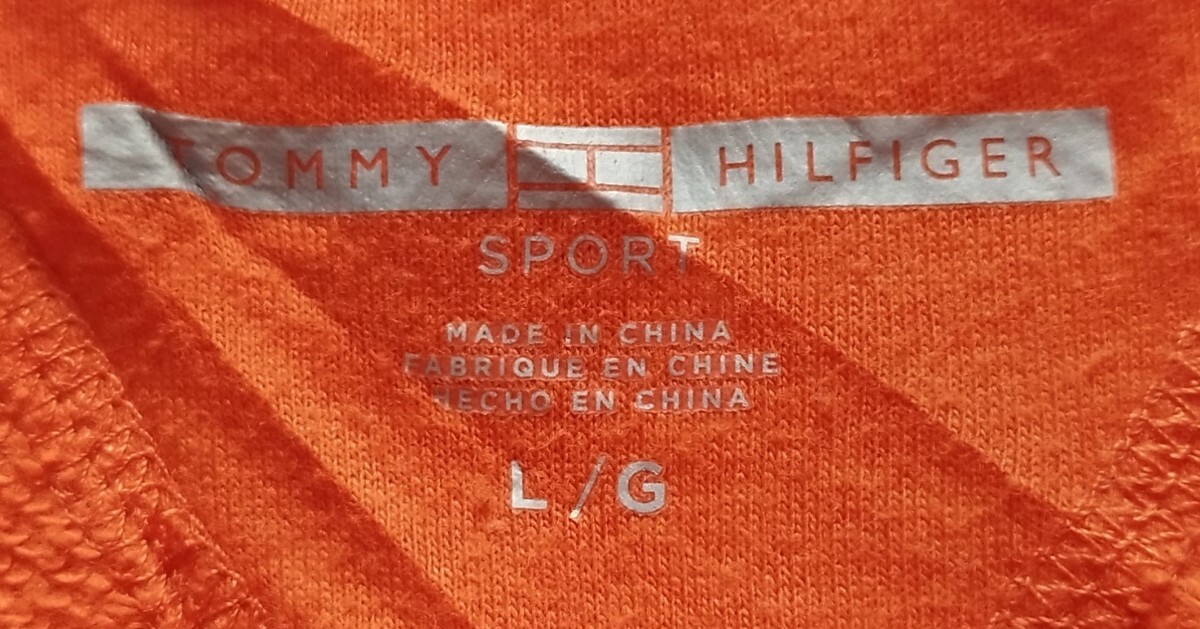 TOMMY HILFIGER
SPORT
MADE IN CHINA
FABRIQUE EN CHINE
HECHO EN CHINA
L/G